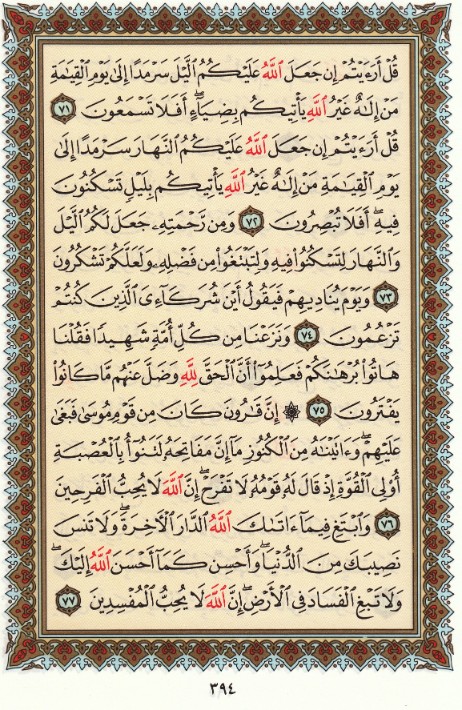 قُلْ أَرَءَيْتُمْ إِن جَعَلَ ٱللَّهُ عَلَيْكُمُ ٱلَّيْلَ سَرْمَدًا إِلَىٰ يَوْمِ ٱلْقِيَٰمَةِ
مَنْ إِلَٰهٌ غَيْرُ ٱللَّهِ يَأْتِيكُم بِضِيَآءٍ ۖ أَفَلَا تَسْمَعُونَ ٧١
قُلْ أَرَءَيْتُمْ إِن جَعَلَ ٱللَّهُ عَلَيْكُمُ ٱلنَّهَارَ سَرْمَدًا إِلَىٰ
يَوْمِ ٱلْقِيَٰمَةِ مَنْ إِلَٰهٌ غَيْرُ ٱللَّهِ يَأْتِيكُم بِلَيْلٍ تَسْكُنُونَ
فِيهِ ۖ أَفَلَا تُبْصِرُونَ ٧٢ وَمِن رَّحْمَتِهِۦ جَعَلَ لَكُمُ ٱلَّيْلَ
وَٱلنَّهَارَ لِتَسْكُنُوا۟ فِيهِ وَلِتَبْتَغُوا۟ مِن فَضْلِهِۦ وَلَعَلَّكُمْ تَشْكُرُونَ
٧٣ وَيَوْمَ يُنَادِيهِمْ فَيَقُولُ أَيْنَ شُرَكَآءِىَ ٱلَّذِينَ كُنتُمْ
تَزْعُمُونَ ٧٤ وَنَزَعْنَا مِن كُلِّ أُمَّةٍ شَهِيدًا فَقُلْنَا
هَاتُوا۟ بُرْهَٰنَكُمْ فَعَلِمُوٓا۟ أَنَّ ٱلْحَقَّ لِلَّهِ وَضَلَّ عَنْهُم مَّا كَانُوا۟
يَفْتَرُونَ ٧٥ ۞ إِنَّ قَٰرُونَ كَانَ مِن قَوْمِ مُوسَىٰ فَبَغَىٰ
عَلَيْهِمْ ۖ وَءَاتَيْنَٰهُ مِنَ ٱلْكُنُوزِ مَآ إِنَّ مَفَاتِحَهُۥ لَتَنُوٓأُ بِٱلْعُصْبَةِ
أُو۟لِى ٱلْقُوَّةِ إِذْ قَالَ لَهُۥ قَوْمُهُۥ لَا تَفْرَحْ ۖ إِنَّ ٱللَّهَ لَا يُحِبُّ ٱلْفَرِحِينَ
٧٦ وَٱبْتَغِ فِيمَآ ءَاتَىٰكَ ٱللَّهُ ٱلدَّارَ ٱلْءَاخِرَةَ ۖ وَلَا تَنسَ
نَصِيبَكَ مِنَ ٱلدُّنْيَا ۖ وَأَحْسِن كَمَآ أَحْسَنَ ٱللَّهُ إِلَيْكَ ۖ
وَلَا تَبْغِ ٱلْفَسَادَ فِى ٱلْأَرْضِ ۖ إِنَّ ٱللَّهَ لَا يُحِبُّ ٱلْمُفْسِدِينَ ٧٧
٣٩٤